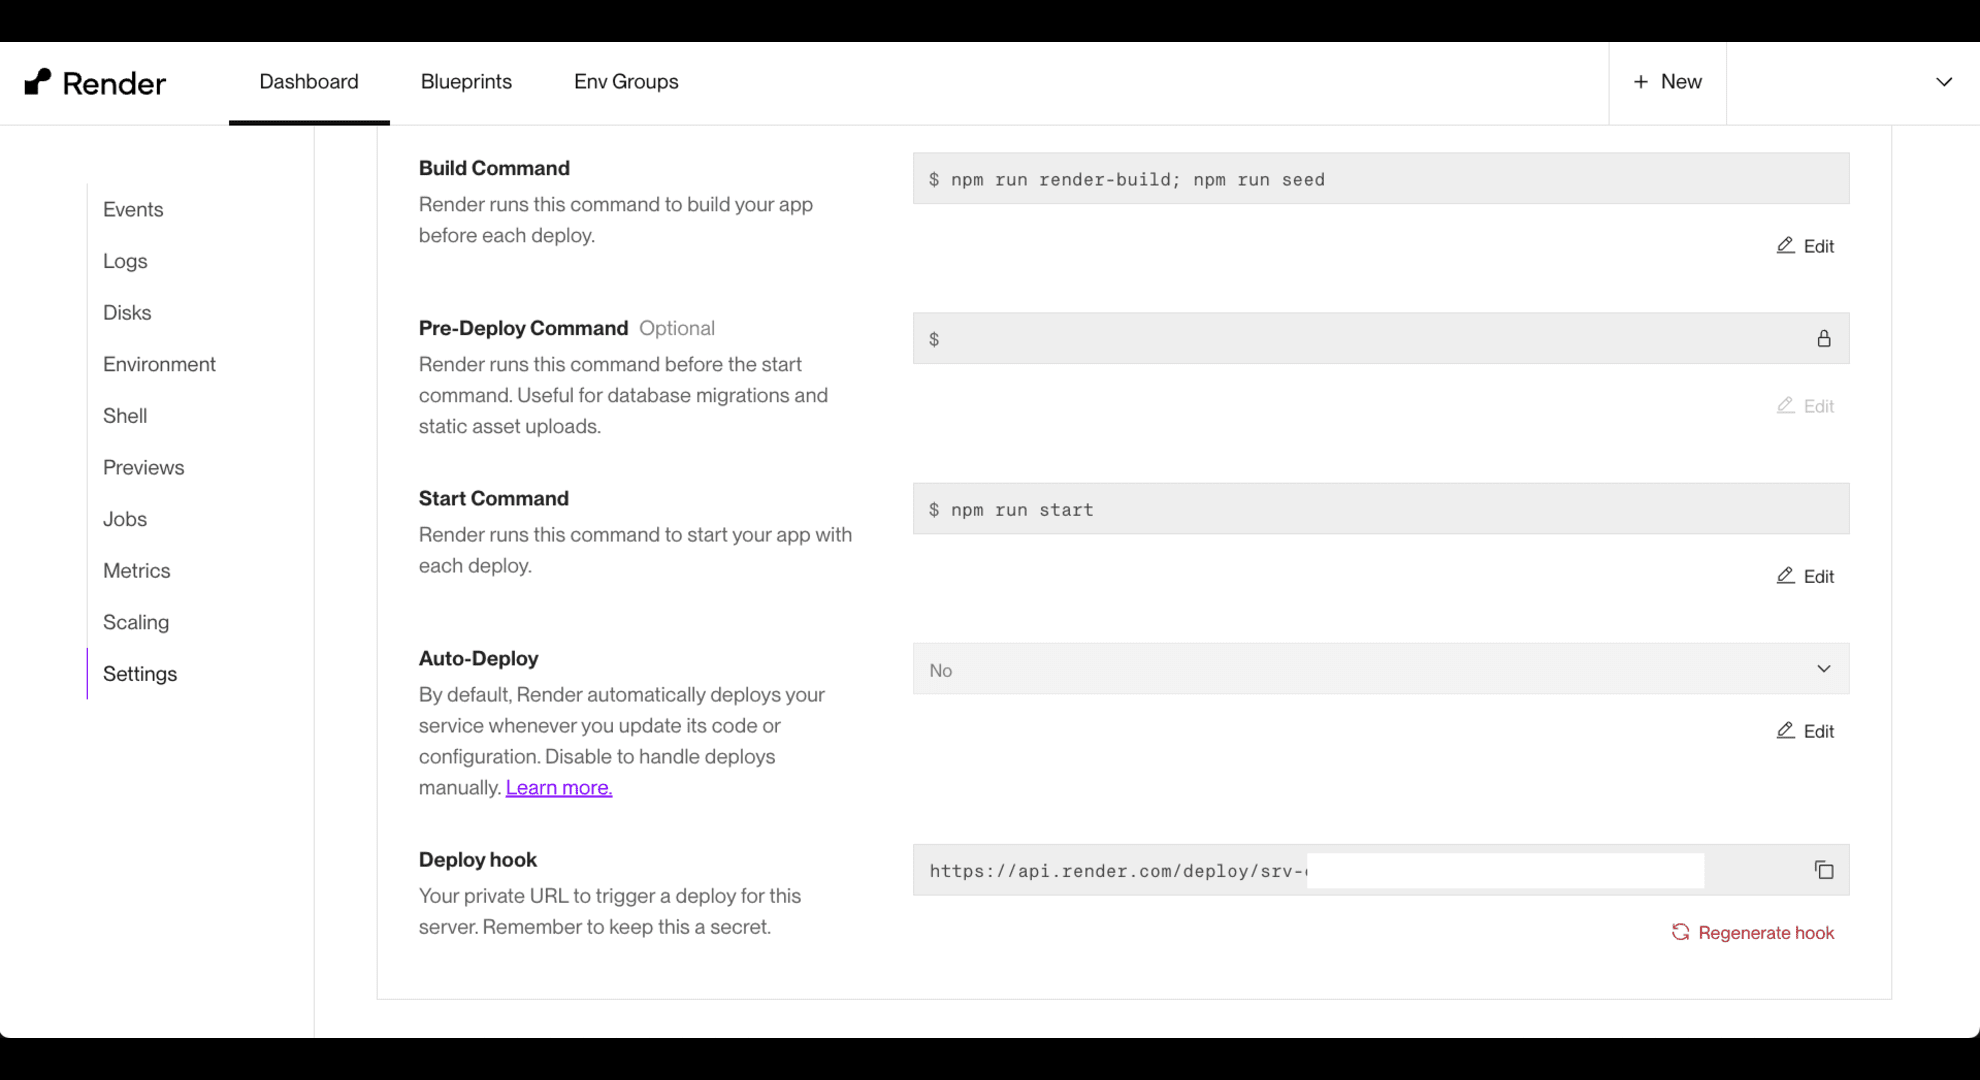 Render
Dashboard
Blueprints
Env Groups
+ New
Events
Logs
Disks
Environment
Shell
Previews
Jobs
Metrics
Scaling
Settings
Build Command
Render runs this command to build your app
before each deploy.
$ npm run render-build; npm run seed
Edit
Pre-Deploy Command Optional
Render runs this command before the start
command. Useful for database migrations and
static asset uploads.
$
Edit
Start Command
Render runs this command to start your app with
each deploy.
$ npm run start
Edit
Auto-Deploy
By default, Render automatically deploys your
service whenever you update its code or
configuration. Disable to handle deploys
manually. Learn more.
No
Edit
Deploy hook
Your private URL to trigger a deploy for this
server. Remember to keep this a secret.
https://api.render.com/deploy/srv-
Regenerate hook